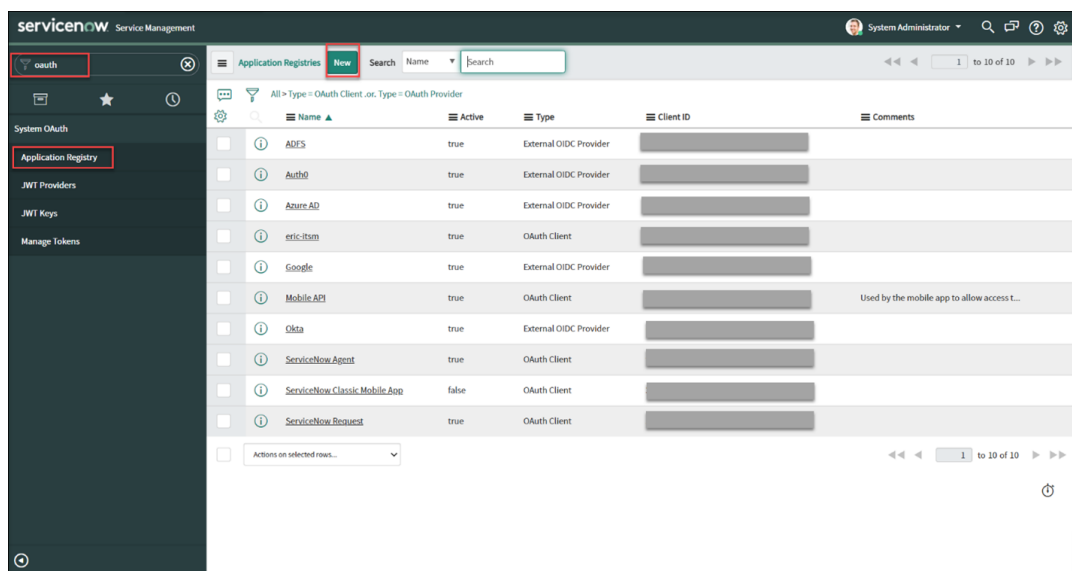 servicenow Service Management
System Administrator
oauth
Application Registries New Search Name Search 1 to 10 of 10
All > Type = OAuth Client .or. Type = OAuth Provider
Name Active Type Client ID Comments
System OAuth
Application Registry
JWT Providers
JWT Keys
Manage Tokens
ADFS true External OIDC Provider
Auth0 true External OIDC Provider
Azure AD true External OIDC Provider
eric-itsm true OAuth Client
Google true External OIDC Provider
Mobile API true OAuth Client Used by the mobile app to allow access t...
Okta true External OIDC Provider
ServiceNow Agent true OAuth Client
ServiceNow Classic Mobile App false OAuth Client
ServiceNow Request true OAuth Client
Actions on selected rows... 1 to 10 of 10